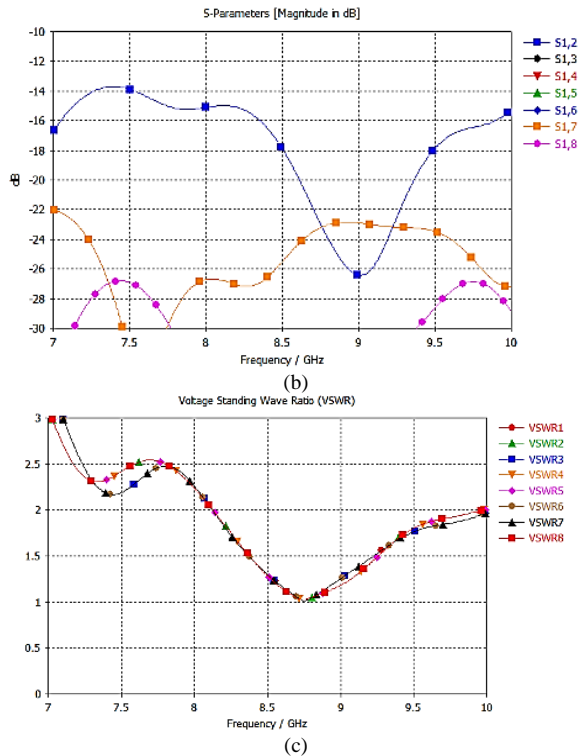 S-Parameters [Magnitude in dB]
-10
-12
-14
-16
-18
-20
-22
-24
-26
-28
-30
dB
7
7.5
8
8.5
9
9.5
10
Frequency / GHz
S1,2
S1,3
S1,4
S1,5
S1,6
S1,7
S1,8
(b)
Voltage Standing Wave Ratio (VSWR)
3
2.5
2
1.5
1
0.5
0
7
7.5
8
8.5
9
9.5
10
Frequency / GHz
VSWR1
VSWR2
VSWR3
VSWR4
VSWR5
VSWR6
VSWR7
VSWR8
(c)